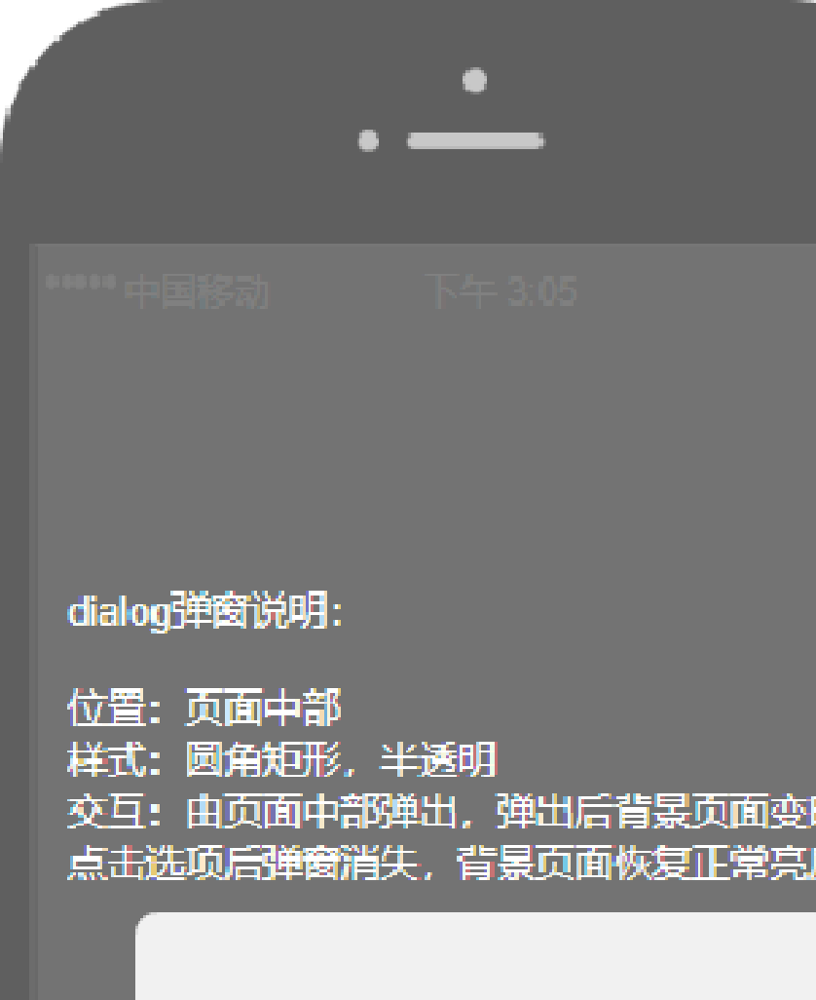 中国移动 下午 3:05
dialog弹窗说明：
位置：页面中部
样式：圆角矩形，半透明
交互：由页面中部弹出，弹出后背景页面变
点击选项后弹窗消失，背景页面恢复正常亮